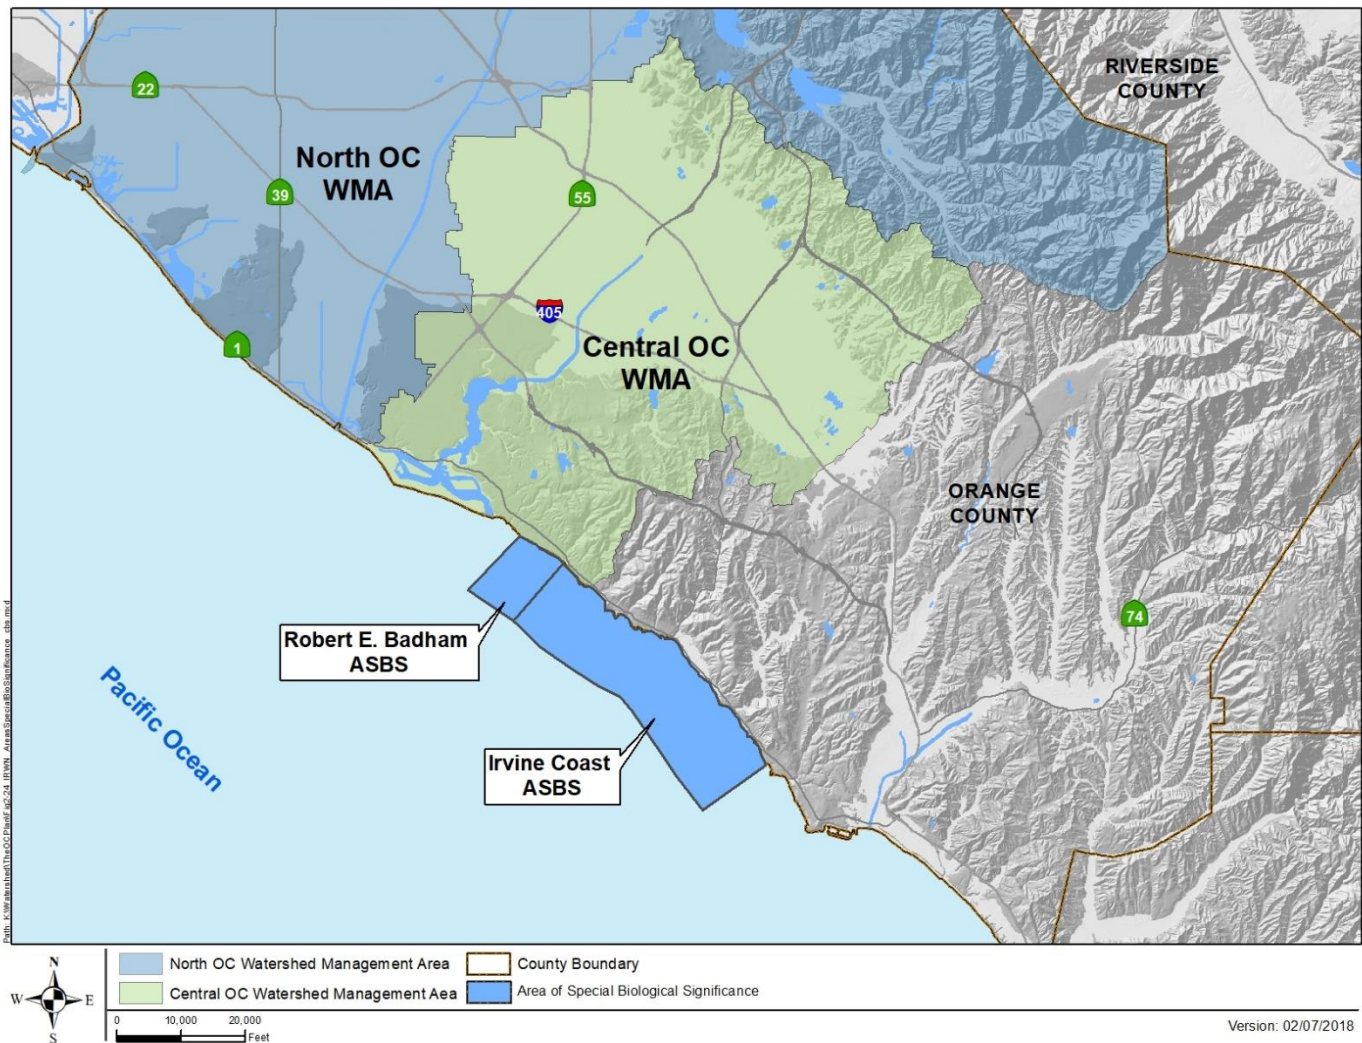 RIVERSIDE
COUNTY
22
North OC
WMA
39
55
405
Central OC
WMA
1
ORANGE
COUNTY
74
Robert E. Badham
ASBS
Irvine Coast
ASBS
Pacific Ocean
N
W
E
S
North OC Watershed Management Area
County Boundary
Central OC Watershed Management Aea
Area of Special Biological Significance
0 10,000 20,000
Feet
Version: 02/07/2018